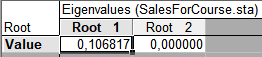 Eigenvalues (SalesForCourse.sta)
Root Root 1 Root 2
Value 0,106817 0,000000